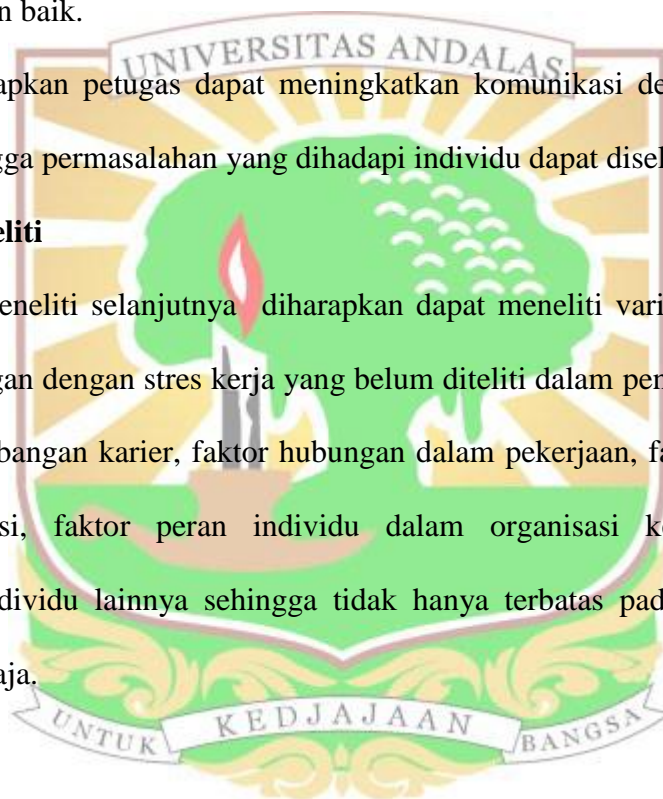 n baik.
UNIVERSITAS ANDALAS
apkan petugas dapat meningkatkan komunikasi de
gga permasalahan yang dihadapi individu dapat disel
eliti
eneliti selanjutnya diharapkan dapat meneliti vari
gan dengan stres kerja yang belum diteliti dalam pen
bangan karier, faktor hubungan dalam pekerjaan, fa
si, faktor peran individu dalam organisasi k
dividu lainnya sehingga tidak hanya terbatas pad
aja.
UNTUK KEDJAJAAN BANGSA